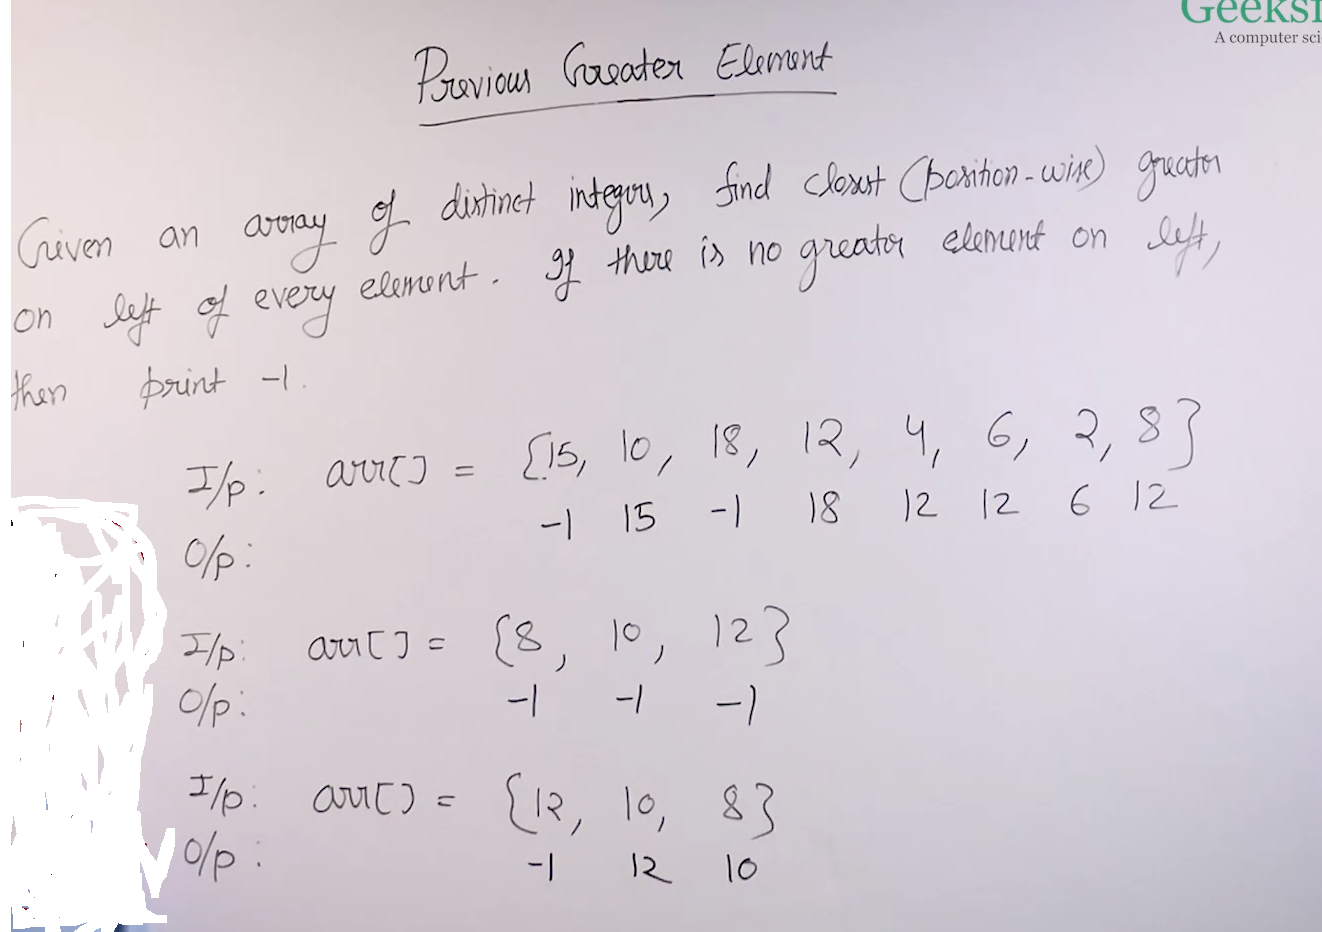 Geeksf
A computer sci
Previous Greater Element
Given an array of distinct integers, find closest (position-wise) greater
on left of every element. If there is no greater element on left,
then print -1.
I/p: arr[] = {15, 10, 18, 12, 4, 6, 2, 8}
-1 15 -1 18 12 12 6 12
O/p:
I/p: arr[] = {8, 10, 12}
O/p: -1 -1 -1
I/p: arr[] = {12, 10, 8}
O/p: -1 12 10